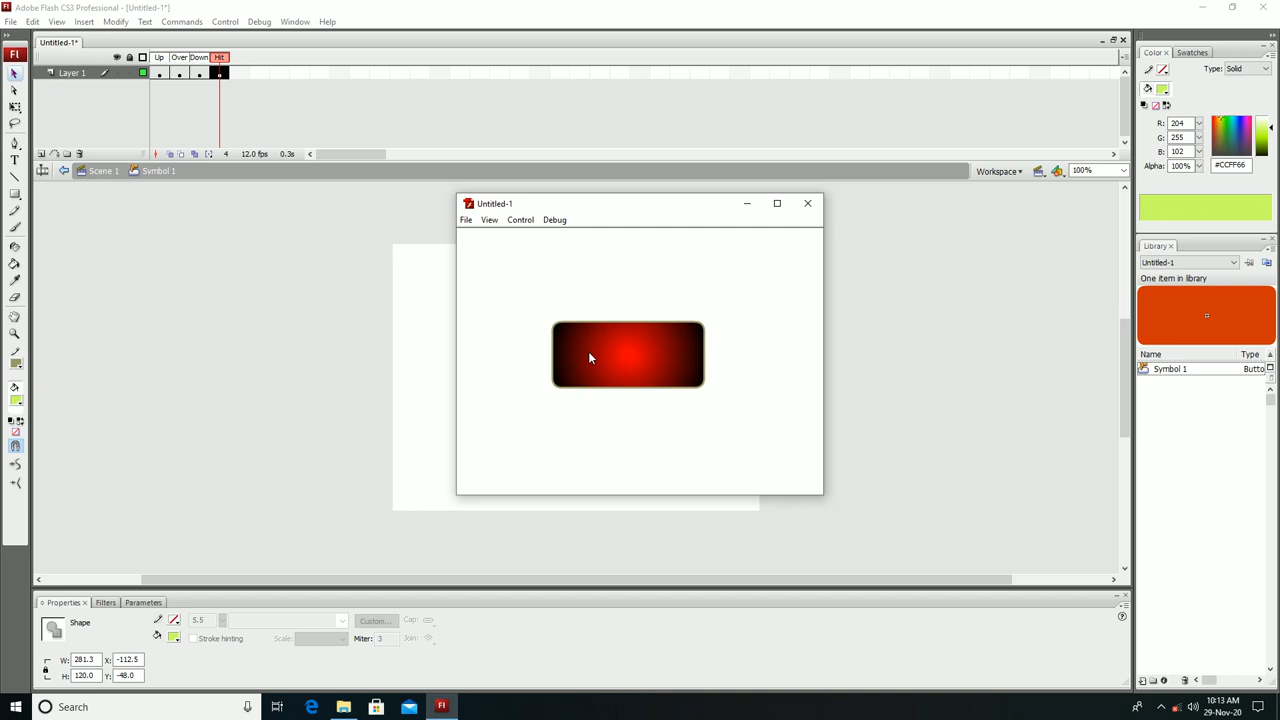 Fl Adobe Flash CS3 Professional - [Untitled-1*]
File Edit View Insert Modify Text Commands Control Debug Window Help
Untitled-1*
Up Over Down Hit
Layer 1
4 12.0 fps 0.3s
Scene 1 Symbol 1 Workspace 100%
Untitled-1
File View Control Debug
Fl
Color Swatches
Type: Solid
R: 204
G: 255
B: 102
Alpha: 100% #CCFF66
Library
Untitled-1
One item in library
Name Type
Symbol 1 Butto
Properties Filters Parameters
Shape
5.5 Custom... Cap:
Stroke hinting Scale: Miter: 3 Join:
W: 281.3 X: -112.5
H: 120.0 Y: -48.0
Search
Fl
10:13 AM
29-Nov-20